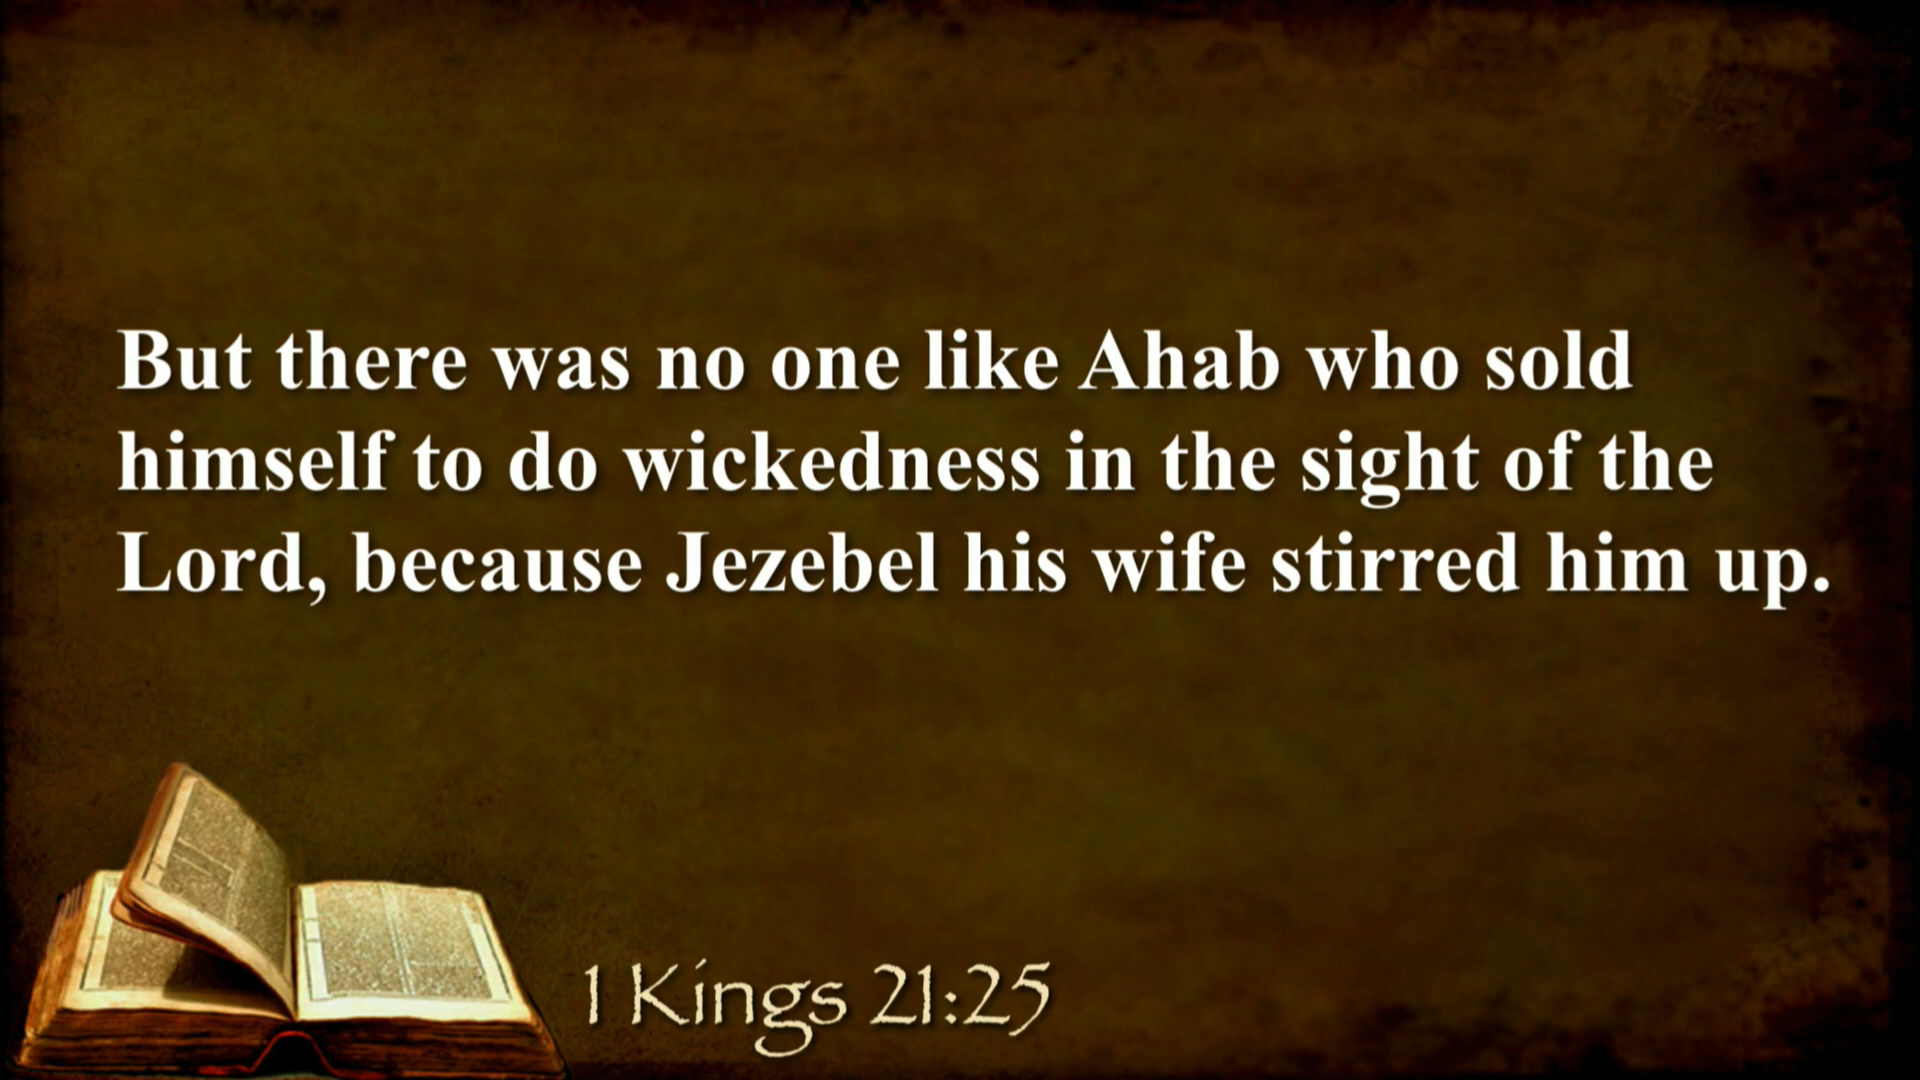 But there was no one like Ahab who sold
himself to do wickedness in the sight of the
Lord, because Jezebel his wife stirred him up.
1 Kings 21:25